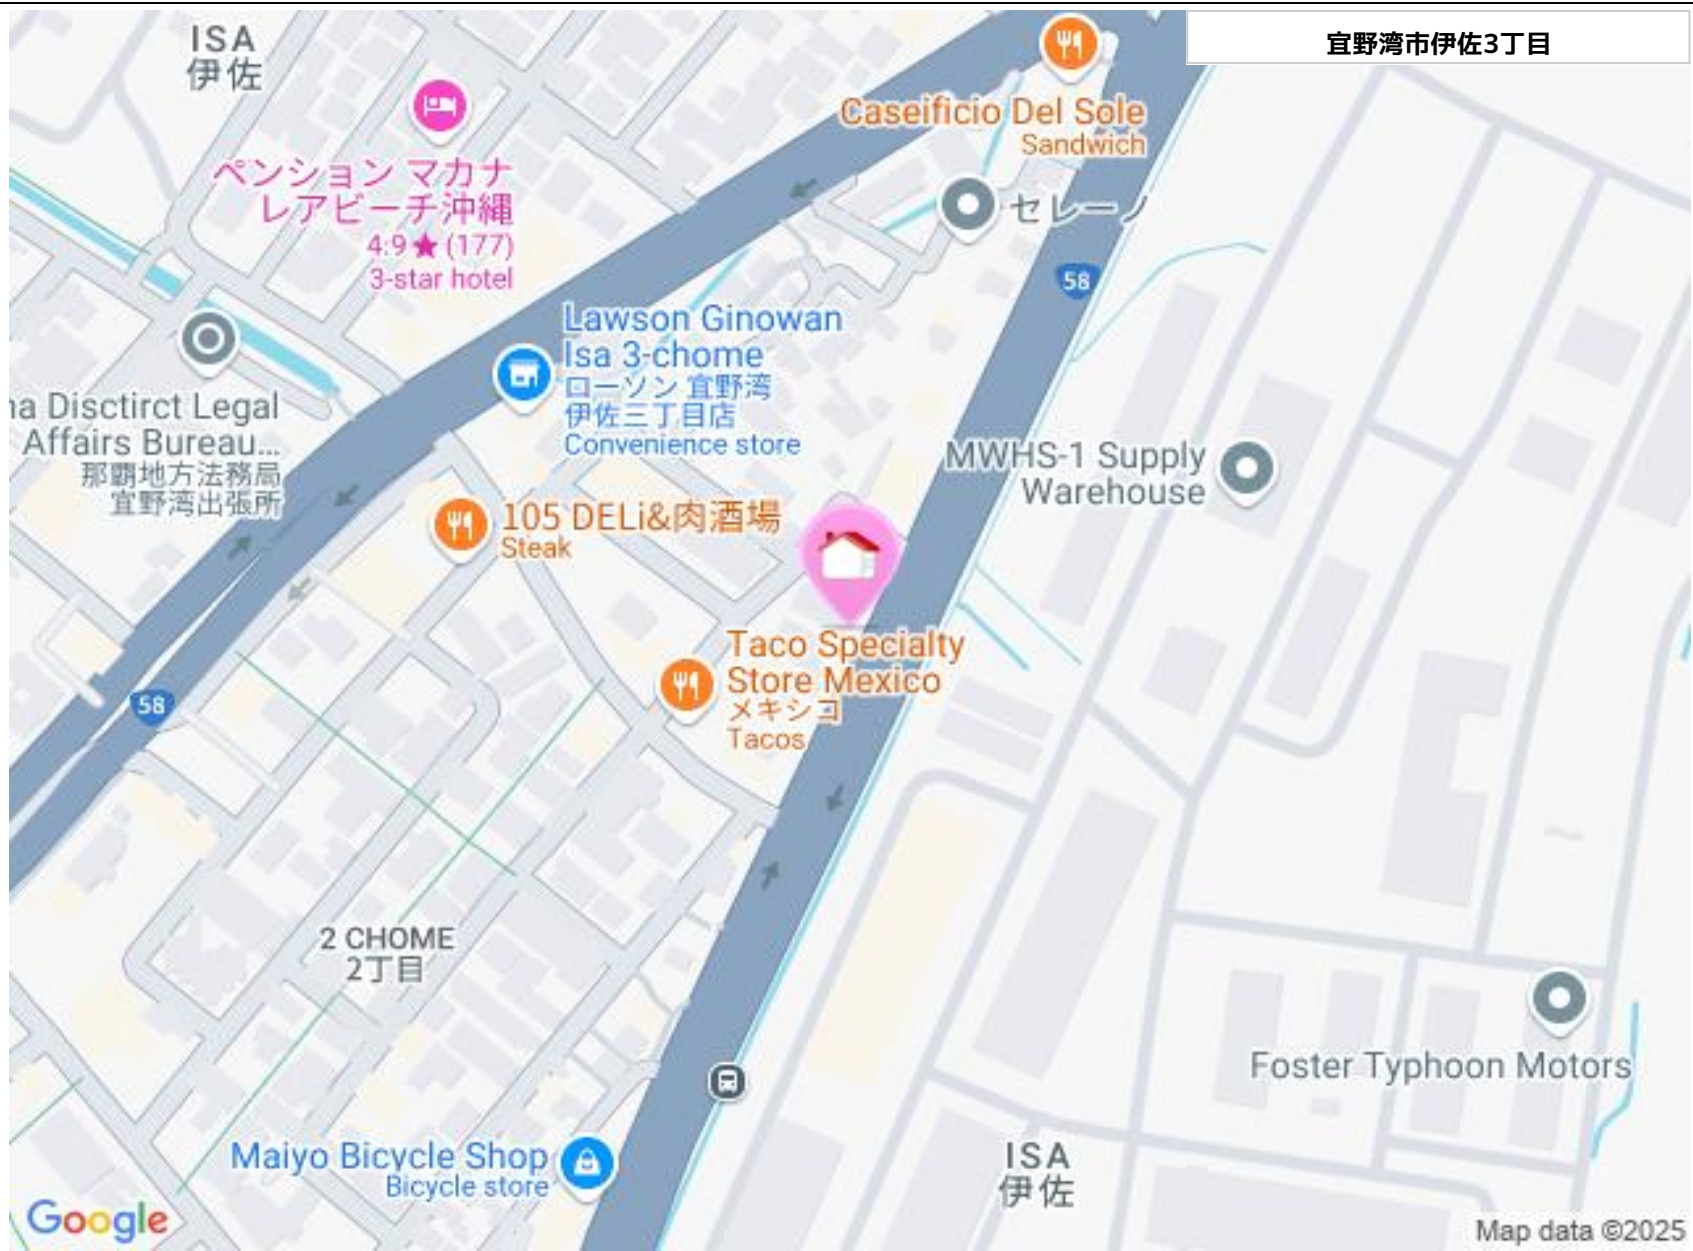 宜野湾市伊佐3丁目
ISA
伊佐
Caseificio Del Sole
Sandwich
ペンション マカナ
レアビーチ沖縄
4.9★(177)
3-star hotel
セレーノ
58
Lawson Ginowan
Isa 3-chome
ローソン 宜野湾
伊佐三丁目店
Convenience store
na Disctirct Legal
Affairs Bureau...
那覇地方法務局
宜野湾出張所
MWHS-1 Supply
Warehouse
105 DELi&肉酒場
Steak
Taco Specialty
Store Mexico
メキシコ
Tacos
58
2 CHOME
2丁目
Foster Typhoon Motors
Maiyo Bicycle Shop
Bicycle store
ISA
伊佐
Google
Map data ©2025